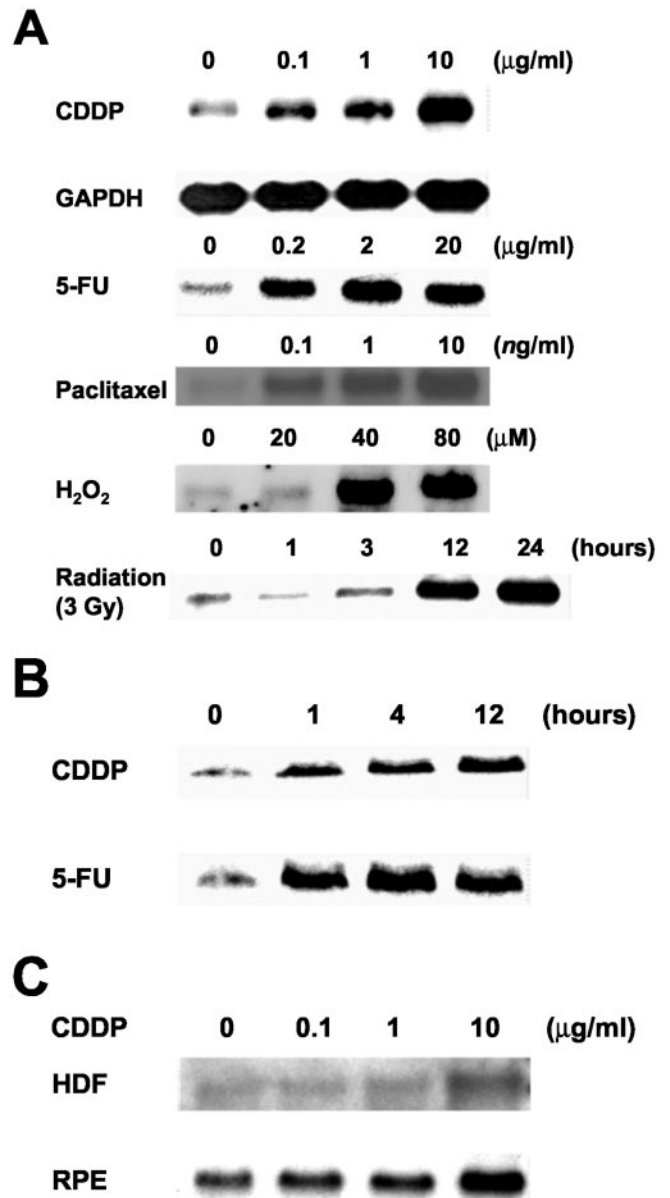 A
0 0.1 1 10 (µg/ml)
CDDP
GAPDH
0 0.2 2 20 (µg/ml)
5-FU
0 0.1 1 10 (ng/ml)
Paclitaxel
0 20 40 80 (µM)
H₂O₂
0 1 3 12 24 (hours)
Radiation
(3 Gy)
B
0 1 4 12 (hours)
CDDP
5-FU
C
CDDP 0 0.1 1 10 (µg/ml)
HDF
RPE